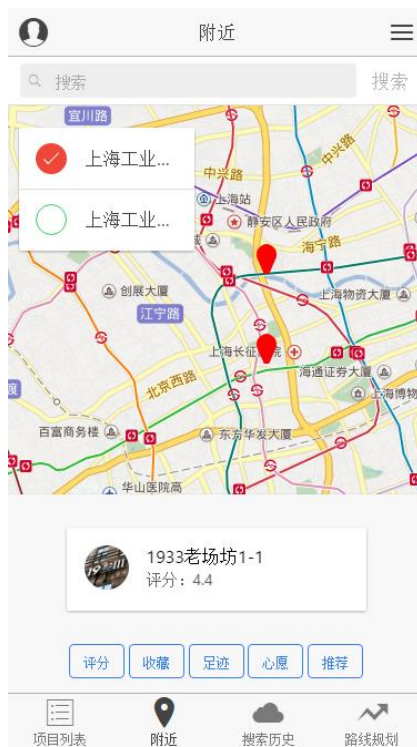 附近
搜索
搜索
宜川路
上海工业...
中兴路
中兴路
上海站
静安区人民政府
上海工业...
海宁路
创展大厦
上海物资大厦
江宁路
上海长征
海通证券大厦
北京西路
上海博物
百富商务楼
东方华发大厦
华山医院高
1933老场坊1-1
评分：4.4
评分
收藏
足迹
心愿
推荐
项目列表
附近
搜索历史
路线规划